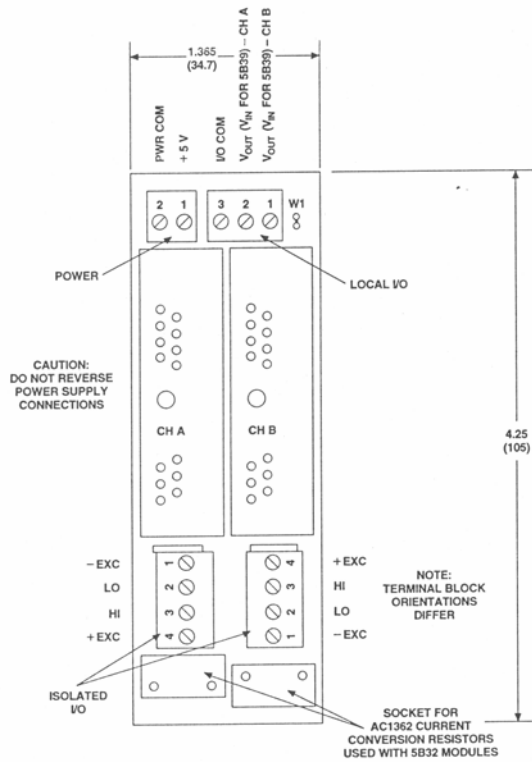 1.365
(34.7)
PWR COM
+5 V
I/O COM
VOUT (VIN FOR 5B39) – CH A
VOUT (VIN FOR 5B39) – CH B
2 1
3 2 1 W1
POWER
LOCAL I/O
CAUTION:
DO NOT REVERSE
POWER SUPPLY
CONNECTIONS
CH A
CH B
4.25
(105)
– EXC
LO
HI
+ EXC
1
2
3
4
4
3
2
1
+ EXC
HI
LO
– EXC
NOTE:
TERMINAL BLOCK
ORIENTATIONS
DIFFER
ISOLATED
I/O
SOCKET FOR
AC1362 CURRENT
CONVERSION RESISTORS
USED WITH 5B32 MODULES